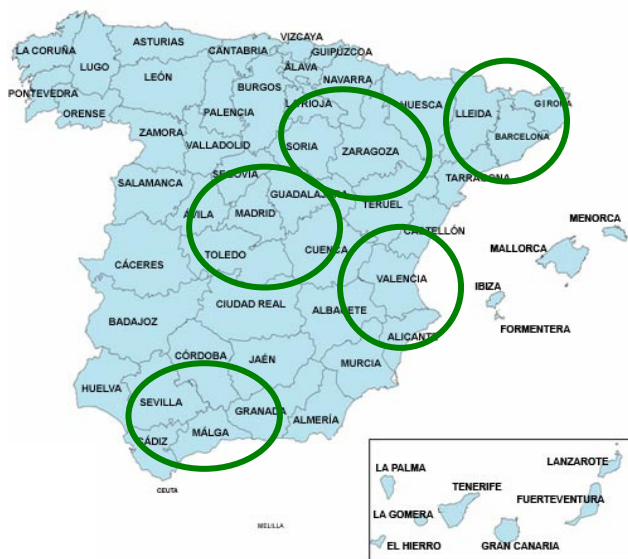 VIZCAYA
LA CORUÑA
ASTURIAS
CANTABRIA
GUIPUZCOA
LUGO
ÁLAVA
LEÓN
NAVARRA
BURGOS
PONTEVEDRA
PALENCIA
LA RIOJA
HUESCA
GIRONA
ORENSE
LLEIDA
ZAMORA
BARCELONA
VALLADOLID
SORIA
ZARAGOZA
SEGOVIA
TARRAGONA
SALAMANCA
GUADALAJARA
ÁVILA
MADRID
TERUEL
MENORCA
CASTELLÓN
MALLORCA
TOLEDO
CUENCA
CÁCERES
VALENCIA
IBIZA
CIUDAD REAL
ALBACETE
BADAJOZ
FORMENTERA
ALICANTE
CÓRDOBA
JAÉN
MURCIA
HUELVA
SEVILLA
GRANADA
ALMERÍA
MÁLGA
CÁDIZ
LANZAROTE
LA PALMA
TENERIFE
CEUTA
FUERTEVENTURA
LA GOMERA
MELILLA
EL HIERRO
GRAN CANARIA